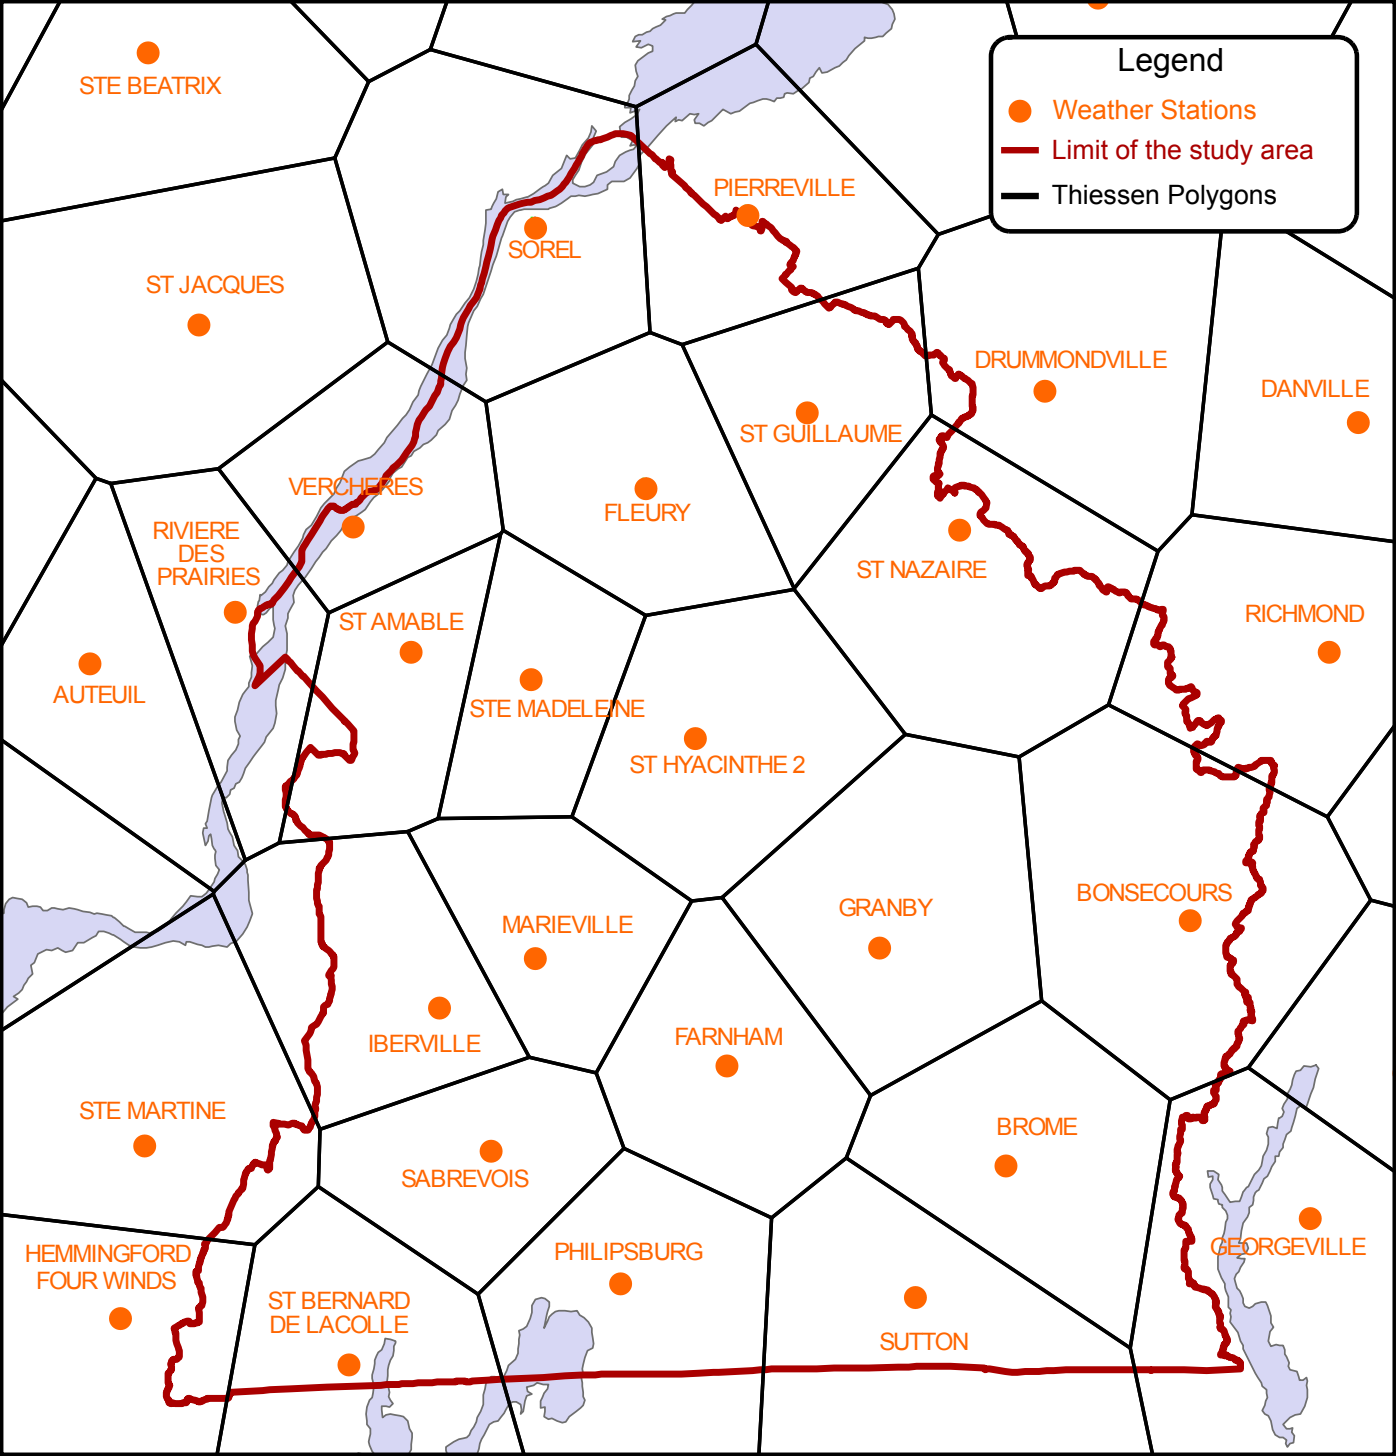 Legend
Weather Stations
Limit of the study area
Thiessen Polygons
STE BEATRIX
PIERREVILLE
SOREL
ST JACQUES
DRUMMONDVILLE
DANVILLE
ST GUILLAUME
VERCHERES
FLEURY
RIVIERE
DES
PRAIRIES
ST NAZAIRE
RICHMOND
ST AMABLE
AUTEUIL
STE MADELEINE
ST HYACINTHE 2
BONSECOURS
GRANBY
MARIEVILLE
FARNHAM
IBERVILLE
STE MARTINE
BROME
SABREVOIS
GEORGEVILLE
HEMMINGFORD
FOUR WINDS
PHILIPSBURG
ST BERNARD
DE LACOLLE
SUTTON